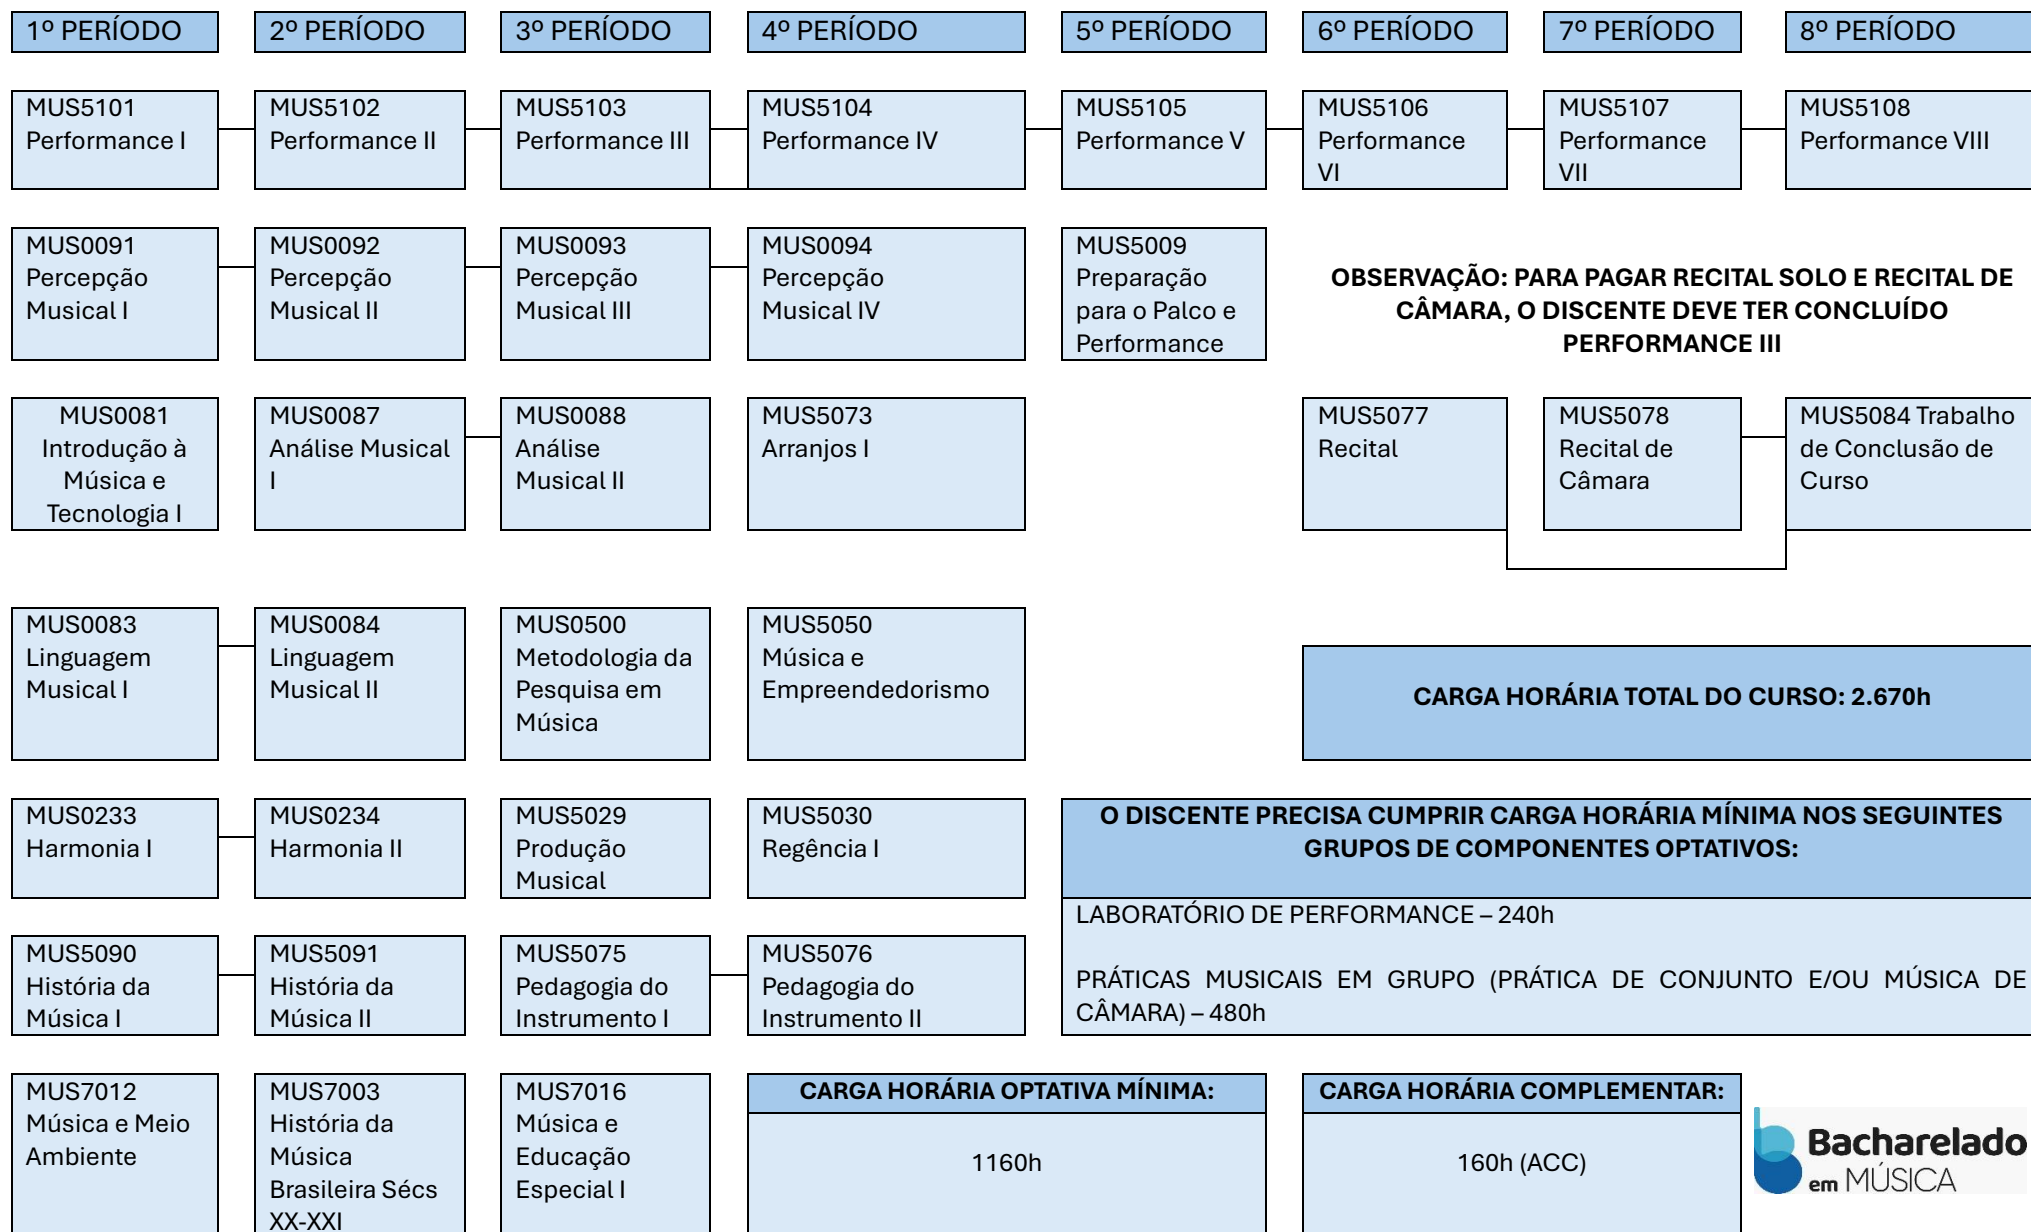 1º PERÍODO
2º PERÍODO
3º PERÍODO
4º PERÍODO
5º PERÍODO
6º PERÍODO
7º PERÍODO
8º PERÍODO
MUS5101
Performance I
MUS5102
Performance II
MUS5103
Performance III
MUS5104
Performance IV
MUS5105
Performance V
MUS5106
Performance
VI
MUS5107
Performance
VII
MUS5108
Performance VIII
MUS0091
Percepção
Musical I
MUS0092
Percepção
Musical II
MUS0093
Percepção
Musical III
MUS0094
Percepção
Musical IV
MUS5009
Preparação
para o Palco e
Performance
OBSERVAÇÃO: PARA PAGAR RECITAL SOLO E RECITAL DE
CÂMARA, O DISCENTE DEVE TER CONCLUÍDO
PERFORMANCE III
MUS0081
Introdução à
Música e
Tecnologia I
MUS0087
Análise Musical
I
MUS0088
Análise
Musical II
MUS5073
Arranjos I
MUS5077
Recital
MUS5078
Recital de
Câmara
MUS5084 Trabalho
de Conclusão de
Curso
MUS0083
Linguagem
Musical I
MUS0084
Linguagem
Musical II
MUS0500
Metodologia da
Pesquisa em
Música
MUS5050
Música e
Empreendedorismo
CARGA HORÁRIA TOTAL DO CURSO: 2.670h
MUS0233
Harmonia I
MUS0234
Harmonia II
MUS5029
Produção
Musical
MUS5030
Regência I
O DISCENTE PRECISA CUMPRIR CARGA HORÁRIA MÍNIMA NOS SEGUINTES
GRUPOS DE COMPONENTES OPTATIVOS:
LABORATÓRIO DE PERFORMANCE – 240h
PRÁTICAS MUSICAIS EM GRUPO (PRÁTICA DE CONJUNTO E/OU MÚSICA DE
CÂMARA) – 480h
MUS5090
História da
Música I
MUS5091
História da
Música II
MUS5075
Pedagogia do
Instrumento I
MUS5076
Pedagogia do
Instrumento II
MUS7012
Música e Meio
Ambiente
MUS7003
História da
Música
Brasileira Sécs
XX-XXI
MUS7016
Música e
Educação
Especial I
CARGA HORÁRIA OPTATIVA MÍNIMA:
1160h
CARGA HORÁRIA COMPLEMENTAR:
160h (ACC)
Bacharelado
em MÚSICA